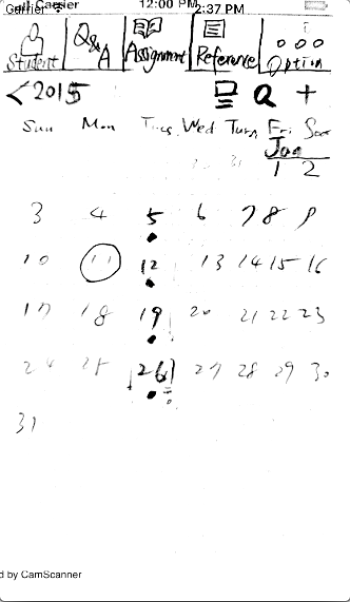 Carrier 12:00 PM 2:37 PM
Student Q&A Assignment Reference Option
< 2015 +
Sun Mon Tues Wed Turs Fri Sat
Jan
31 1 2
3 4 5 6 7 8 9
10 11 12 13 14 15 16
17 18 19 20 21 22 23
24 25 26 27 28 29 30
31
d by CamScanner